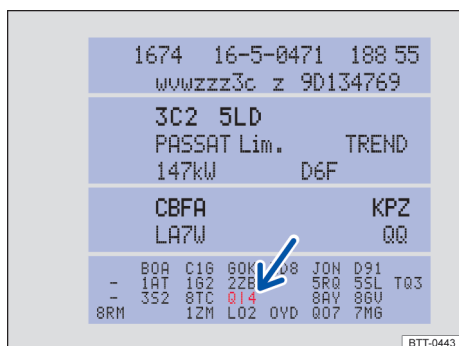 1674 16-5-0471 188 55
wvwzzz3c z 9D134769
3C2 5LD
PASSAT Lim. TREND
147kW D6F
CBFA KPZ
LA7W QQ
BOA C1G GOK D8 JON D91
- 1AT 1G2 2ZB 5RQ 5SL TQ3
- 3S2 8TC QI4 8AY 8GV
8RM 1ZM L02 OYD Q07 7MG
BTT-0443